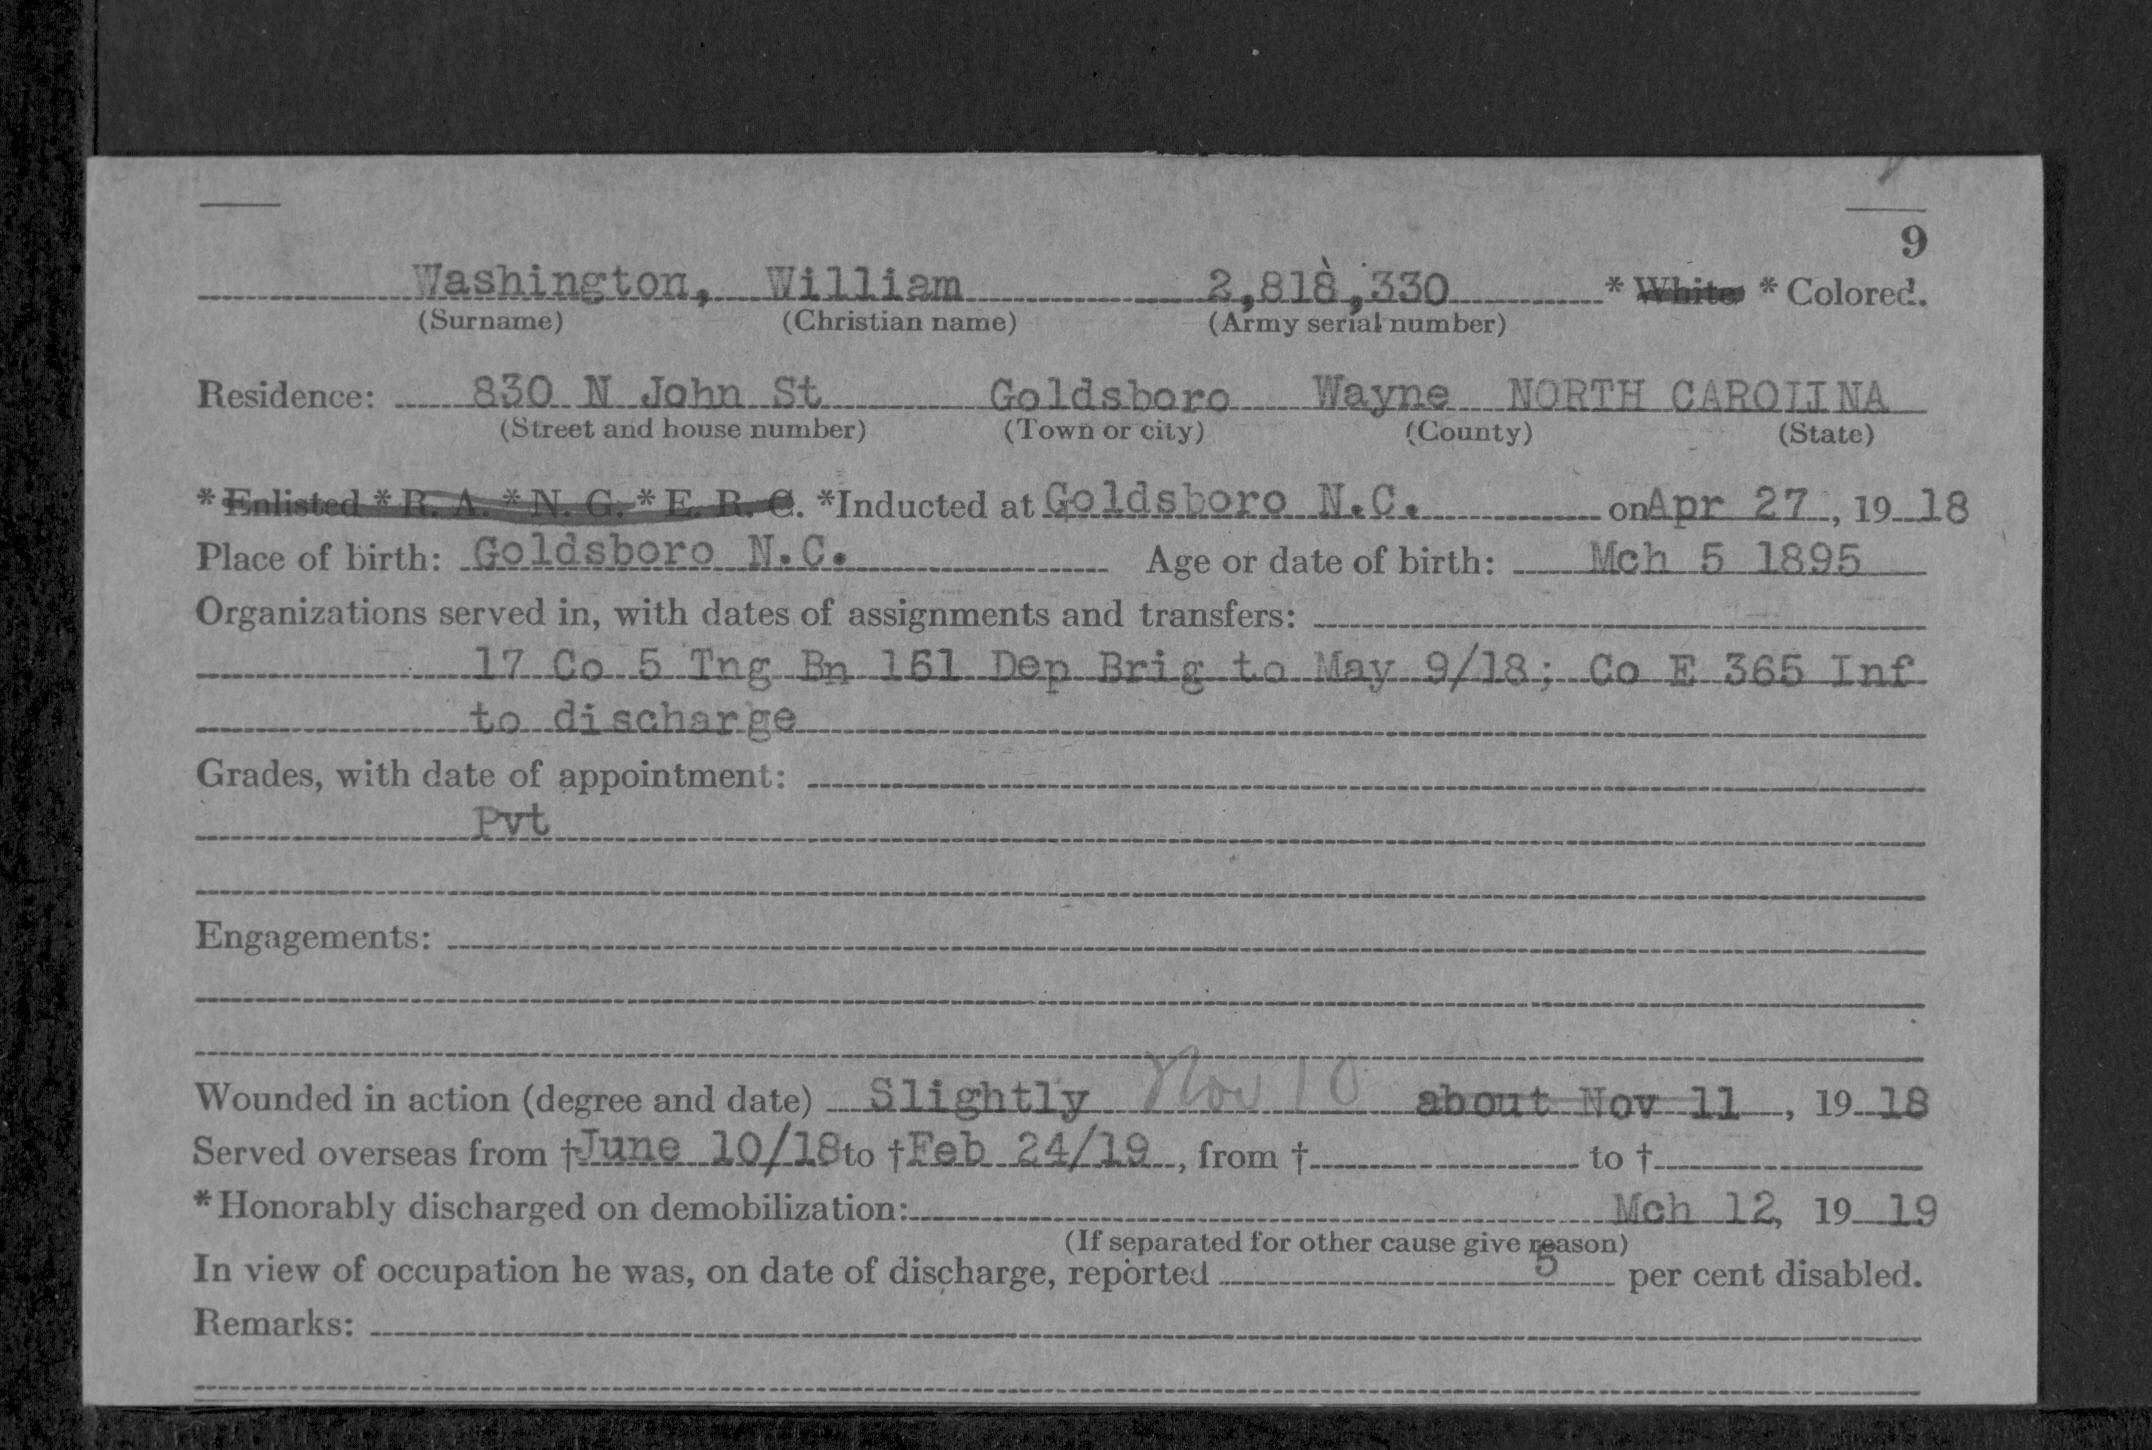 9
Washington, William 2,818,330 * White * Colored.
(Surname) (Christian name) (Army serial number)
Residence: 830 N John St Goldsboro Wayne NORTH CAROLINA
(Street and house number) (Town or city) (County) (State)
* Enlisted * R. A. * N. G. * E. R. C. *Inducted at Goldsboro N.C. on Apr 27, 19 18
Place of birth: Goldsboro N.C. Age or date of birth: Mch 5 1895
Organizations served in, with dates of assignments and transfers:
17 Co 5 Tng Bn 161 Dep Brig to May 9/18; Co E 365 Inf
to discharge
Grades, with date of appointment:
Pvt
Engagements:
Wounded in action (degree and date) Slightly Nov 10 about Nov 11, 19 18
Served overseas from †June 10/18 to †Feb 24/19, from † to †
*Honorably discharged on demobilization: Mch 12, 19 19
(If separated for other cause give reason)
In view of occupation he was, on date of discharge, reported 5 per cent disabled.
Remarks: